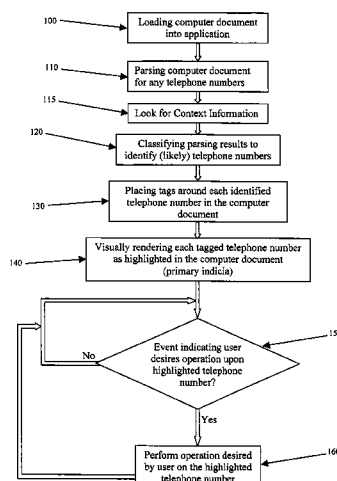 100
Loading computer document
into application
110
Parsing computer document
for any telephone numbers
115
Look for Context Information
120
Classifying parsing results to
identify (likely) telephone numbers
130
Placing tags around each identified
telephone number in the computer
document
140
Visually rendering each tagged telephone number
as highlighted in the computer document
(primary indicia)
15
Event indicating user
desires operation upon
highlighted telephone
number?
No
Yes
160
Perform operation desired
by user on the highlighted
telephone number